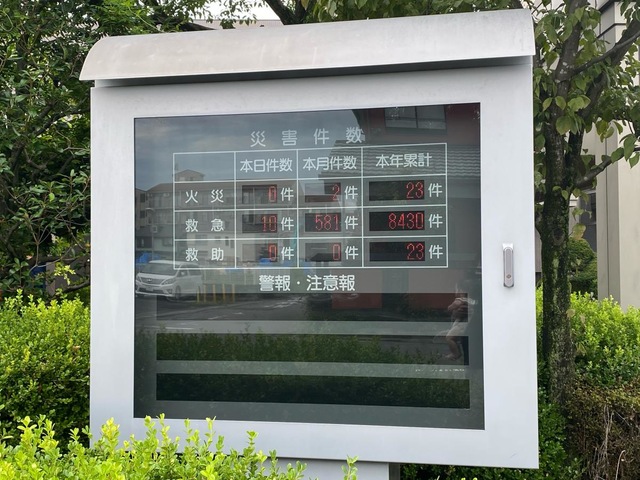 災害件数
本日件数 本月件数 本年累計
火災 0件 2件 23件
救急 10件 581件 8430件
救助 0件 0件 23件
警報・注意報